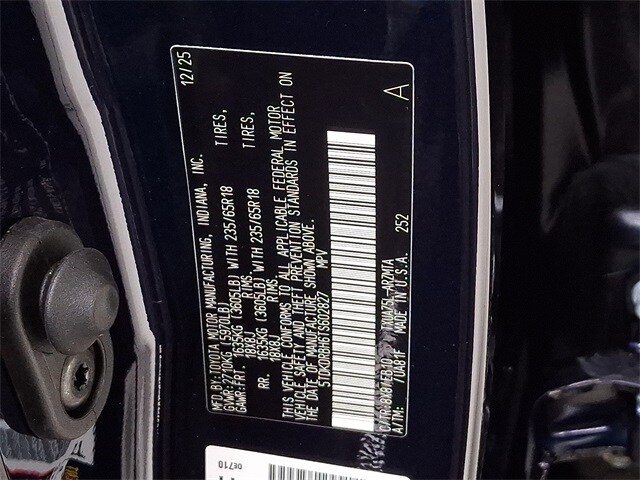 MFD.BY:TOYOTA MOTOR MANUFACTURING, INDIANA, INC. 12/25
GVWR:2710KG (5970LB)
GAWR:FRT. 1635KG (3605LB) WITH 235/65R18 TIRES,
18X8J RIMS,
RR. 1635KG (3605LB) WITH 235/65R18 TIRES,
18X8J RIMS.
THIS VEHICLE CONFORMS TO ALL APPLICABLE FEDERAL MOTOR
VEHICLE SAFETY AND THEFT PREVENTION STANDARDS IN EFFECT ON
THE DATE OF MANUFACTURE SHOWN ABOVE.
MPV
A
252
MADE IN U.S.A.
A/TM:
0E710